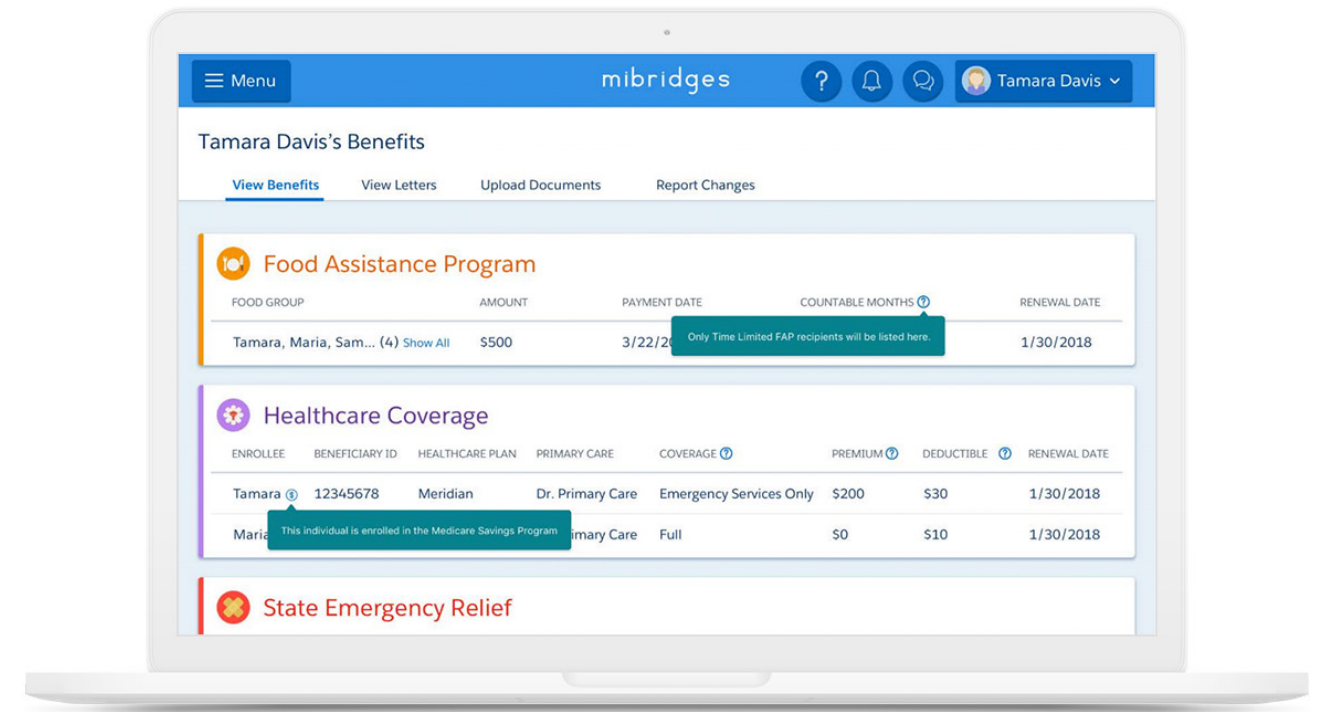 Menu mibridges ? Tamara Davis
Tamara Davis's Benefits
View Benefits View Letters Upload Documents Report Changes
Food Assistance Program
FOOD GROUP AMOUNT PAYMENT DATE COUNTABLE MONTHS ? RENEWAL DATE
Tamara, Maria, Sam... (4) Show All $500 3/22/ 1/30/2018
Only Time Limited FAP recipients will be listed here.
Healthcare Coverage
ENROLLEE BENEFICIARY ID HEALTHCARE PLAN PRIMARY CARE COVERAGE ? PREMIUM ? DEDUCTIBLE ? RENEWAL DATE
Tamara $ 12345678 Meridian Dr. Primary Care Emergency Services Only $200 $30 1/30/2018
This individual is enrolled in the Medicare Savings Program
Maria imary Care Full $0 $10 1/30/2018
State Emergency Relief